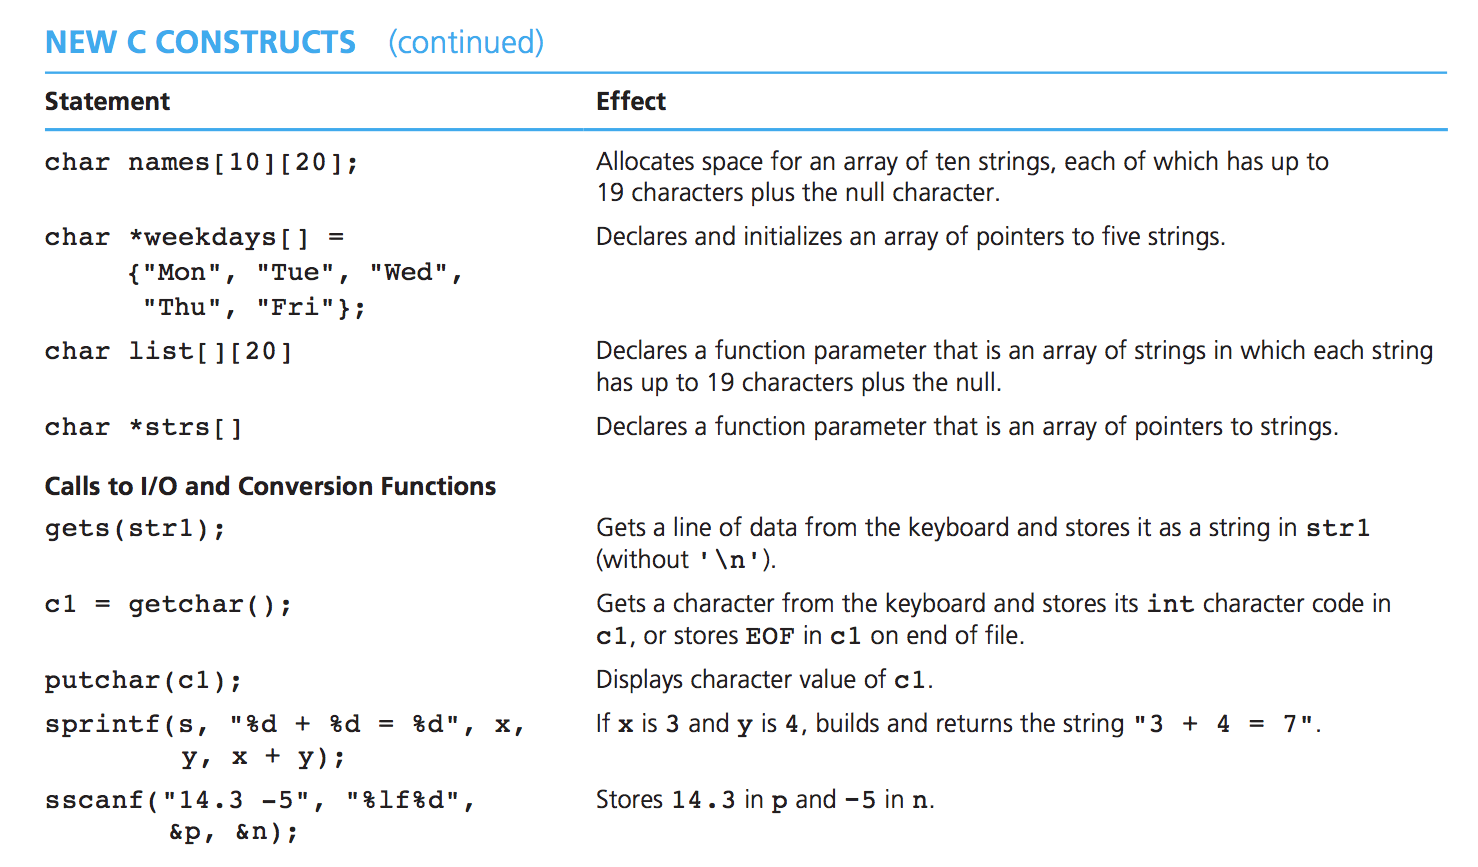 NEW C CONSTRUCTS (continued)
Statement Effect
char names[10][20]; Allocates space for an array of ten strings, each of which has up to
19 characters plus the null character.
char *weekdays[] = Declares and initializes an array of pointers to five strings.
{"Mon", "Tue", "Wed",
"Thu", "Fri"};
char list[][20] Declares a function parameter that is an array of strings in which each string
has up to 19 characters plus the null.
char *strs[] Declares a function parameter that is an array of pointers to strings.
Calls to I/O and Conversion Functions
gets(str1); Gets a line of data from the keyboard and stores it as a string in str1
(without '\n').
c1 = getchar(); Gets a character from the keyboard and stores its int character code in
c1, or stores EOF in c1 on end of file.
putchar(c1); Displays character value of c1.
sprintf(s, "%d + %d = %d", x, If x is 3 and y is 4, builds and returns the string "3 + 4 = 7".
y, x + y);
sscanf("14.3 -5", "%lf%d", Stores 14.3 in p and -5 in n.
&p, &n);